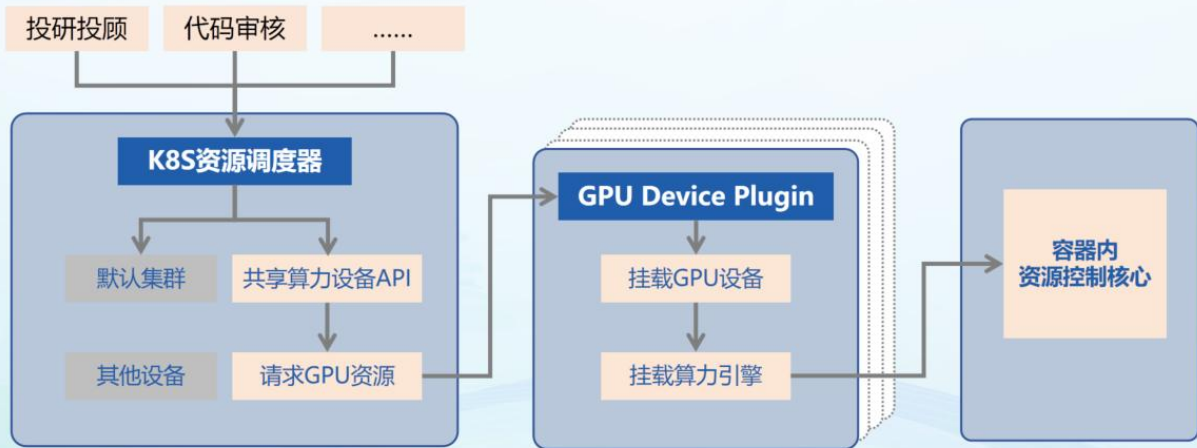 投研投顾
代码审核
......
K8S资源调度器
默认集群
共享算力设备API
其他设备
请求GPU资源
GPU Device Plugin
挂载GPU设备
挂载算力引擎
容器内
资源控制核心